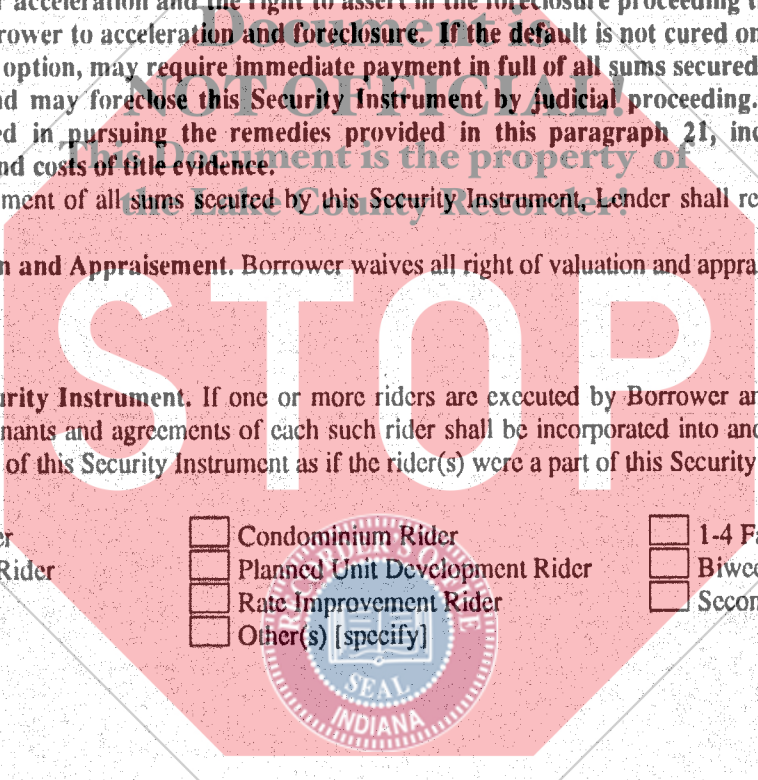 r acceleration and the right to assert in the foreclosure proceeding t
Document is
rower to acceleration and foreclosure. If the default is not cured on
option, may require immediate payment in full of all sums secured
NOT OFFICIAL!
nd may foreclose this Security Instrument by judicial proceeding.
ed in pursuing the remedies provided in this paragraph 21, inc
This Document is the property of
nd costs of title evidence.
ment of all sums secured by this Security Instrument, Lender shall re
the Lake County Recorder!
n and Appraisement. Borrower waives all right of valuation and appra
STOP
urity Instrument. If one or more riders are executed by Borrower an
nants and agreements of each such rider shall be incorporated into and
of this Security Instrument as if the rider(s) were a part of this Security
er Condominium Rider 1-4 Fa
Rider Planned Unit Development Rider Biwee
Rate Improvement Rider Secon
Other(s) [specify]
RECORDER'S OFFICE
SEAL
INDIANA